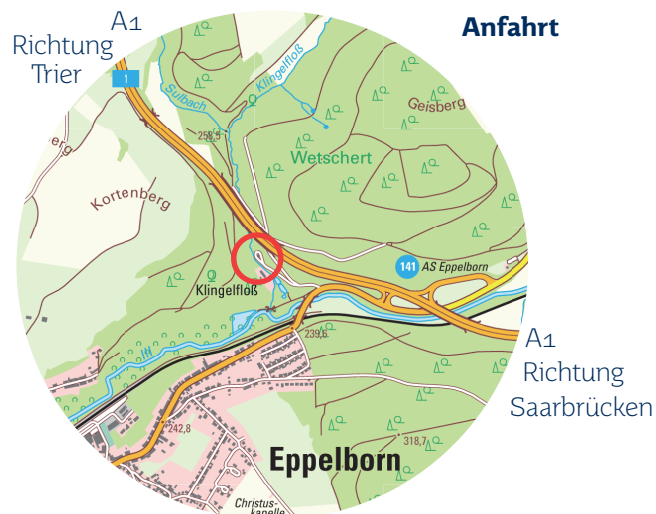 Anfahrt
A1
Richtung
Trier
1
Sulbach
Klingelfloß
Geisberg
258,5
erg
Wetschert
Kortenberg
141 AS Eppelborn
Klingelfloß
239,6
A1
Richtung
Saarbrücken
242,8
318,7
Eppelborn
Christus-
kapelle